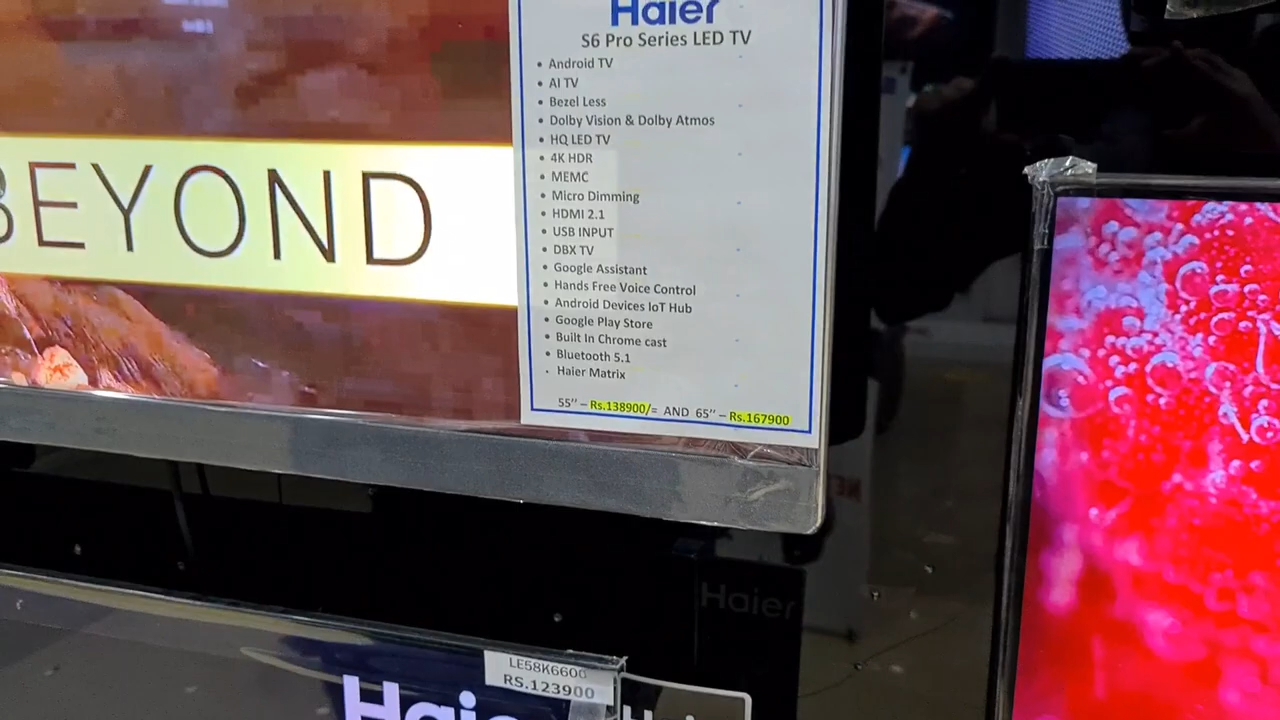 Haier
S6 Pro Series LED TV
• Android TV
• AI TV
• Bezel Less
• Dolby Vision & Dolby Atmos
• HQ LED TV
• 4K HDR
• MEMC
• Micro Dimming
• HDMI 2.1
• USB INPUT
• DBX TV
• Google Assistant
• Hands Free Voice Control
• Android Devices IoT Hub
• Google Play Store
• Built In Chrome cast
• Bluetooth 5.1
• Haier Matrix
55” – Rs.138900/= AND 65” – Rs.167900
BEYOND
Haier
LE58K6600
RS.123900
Haie
Hai